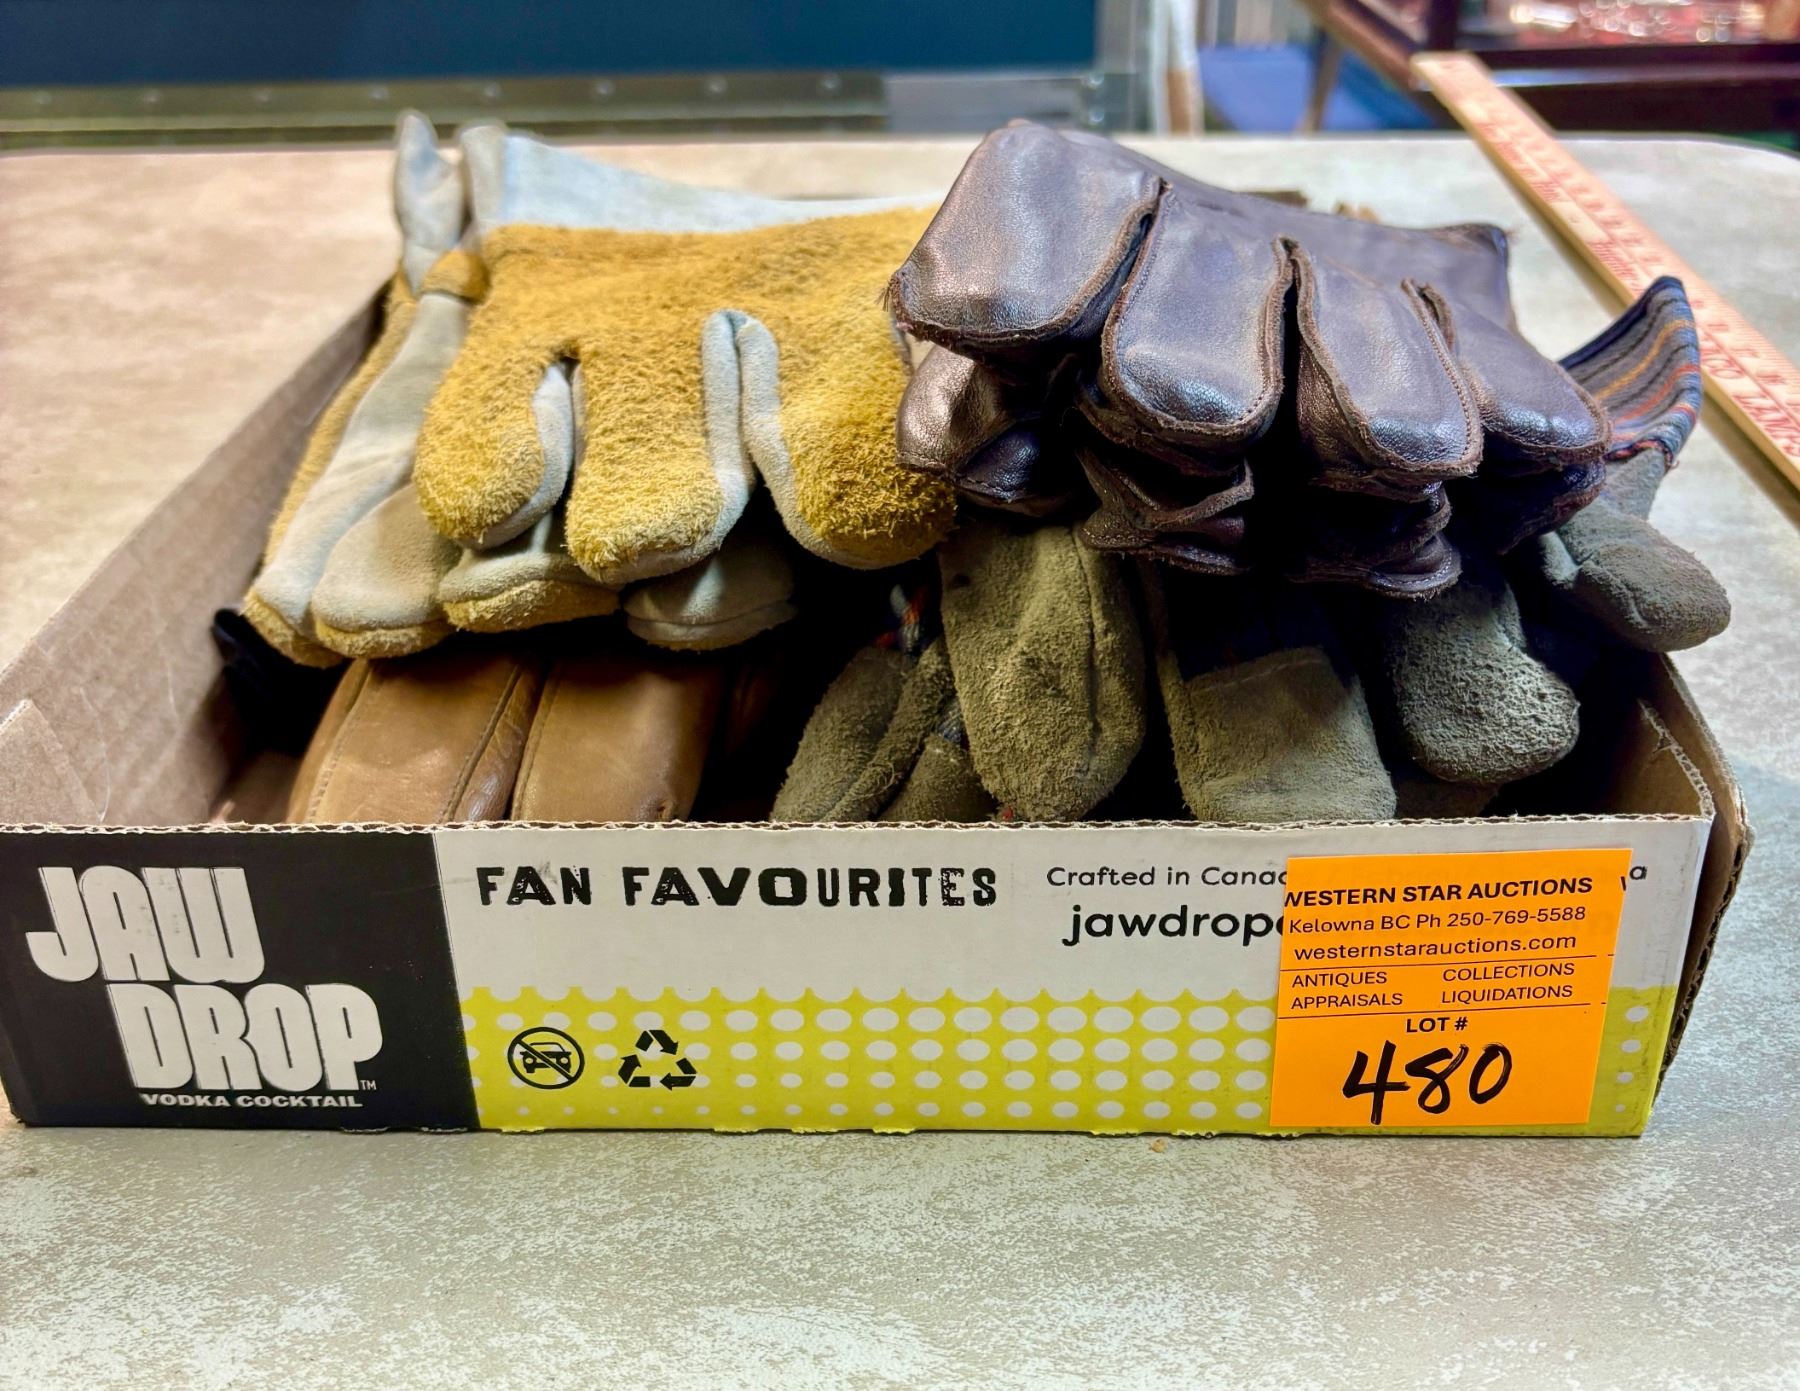 JAW
DROP™
VODKA COCKTAIL
FAN FAVOURITES
Crafted in Canad
jawdrop
WESTERN STAR AUCTIONS
Kelowna BC Ph 250-769-5588
westernstarauctions.com
ANTIQUES COLLECTIONS
APPRAISALS LIQUIDATIONS
LOT #
480